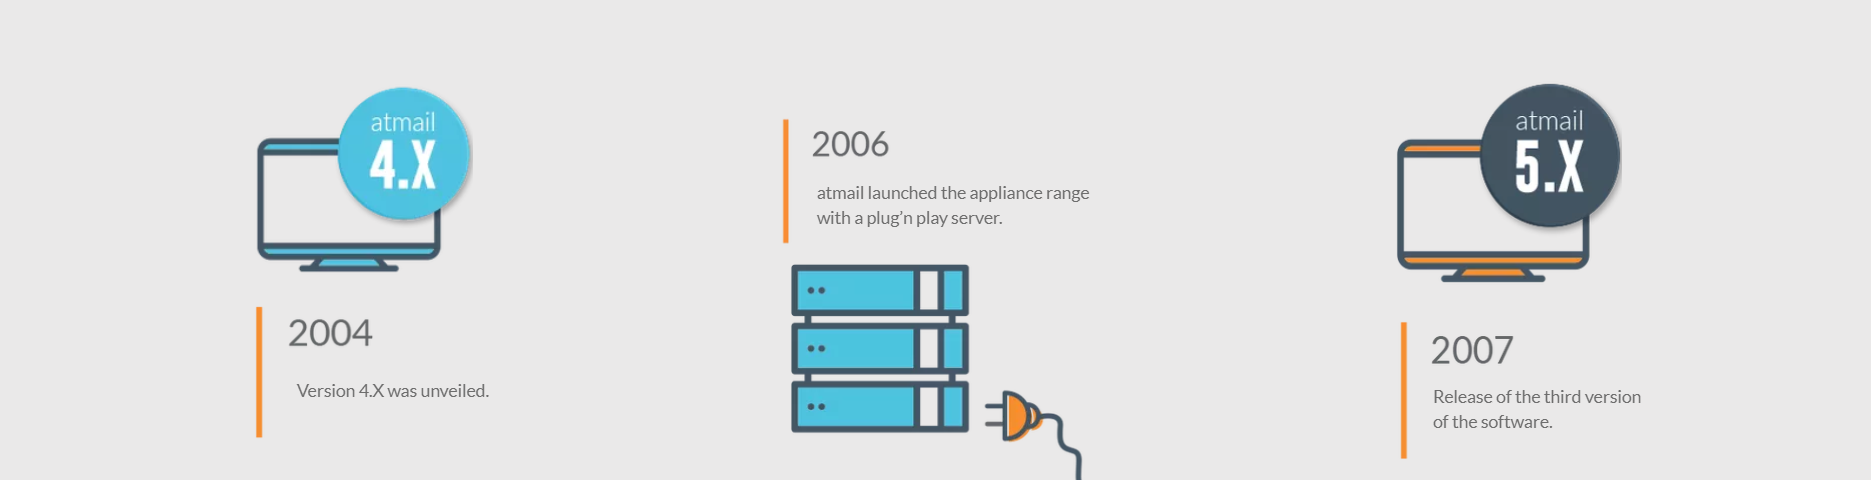 atmail
4.X
2004
Version 4.X was unveiled.
2006
atmail launched the appliance range
with a plug’n play server.
atmail
5.X
2007
Release of the third version
of the software.